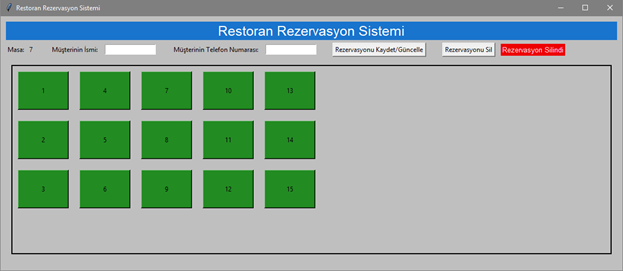 Restoran Rezervasyon Sistemi
Restoran Rezervasyon Sistemi
Masa: 7 Müşterinin İsmi: Müşterinin Telefon Numarası: Rezervasyonu Kaydet/Güncelle Rezervasyonu Sil Rezervasyon Silindi
1 4 7 10 13
2 5 8 11 14
3 6 9 12 15